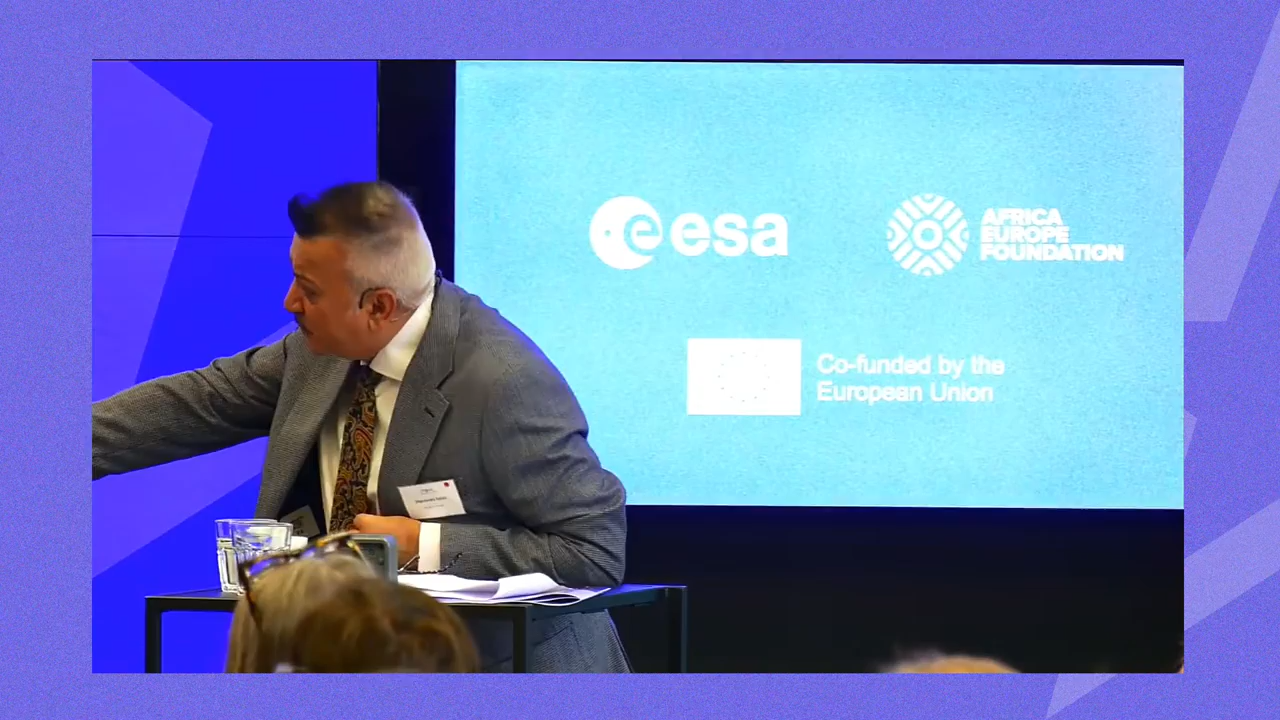 esa
AFRICA
EUROPE
FOUNDATION
Co-funded by the
European Union